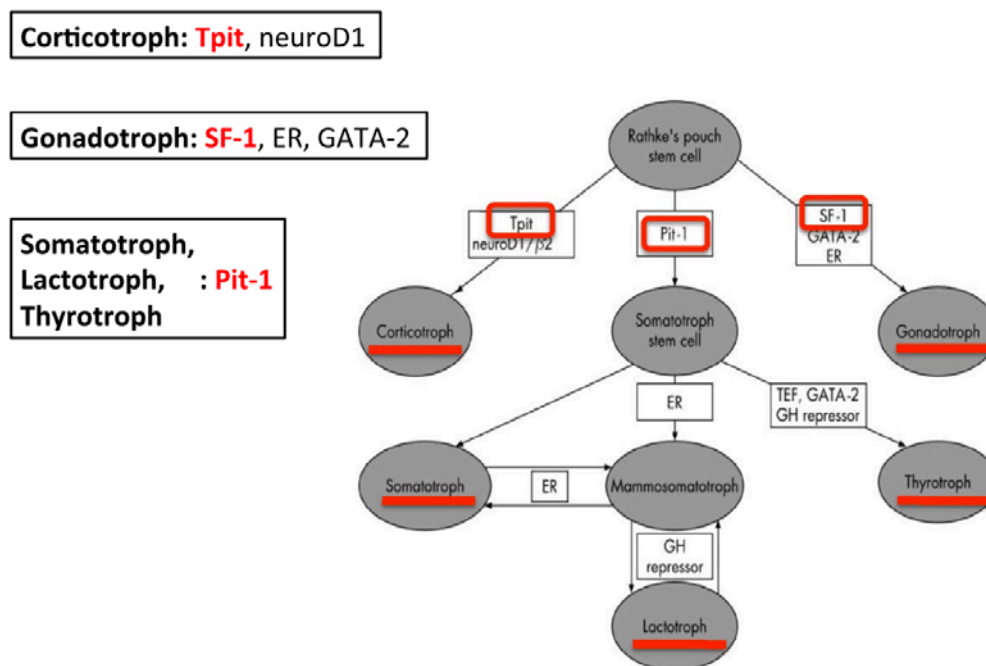 Corticotroph: Tpit, neuroD1
Gonadotroph: SF-1, ER, GATA-2
Somatotroph,
Lactotroph, : Pit-1
Thyrotroph
Rathke's pouch
stem cell
Tpit
neuroD1/β2
Pit-1
SF-1
GATA-2
ER
Corticotroph
Somatotroph
stem cell
Gonadotroph
ER
TEF, GATA-2
GH repressor
Somatotroph
ER
Mammosomatotroph
Thyrotroph
GH
repressor
Lactotroph